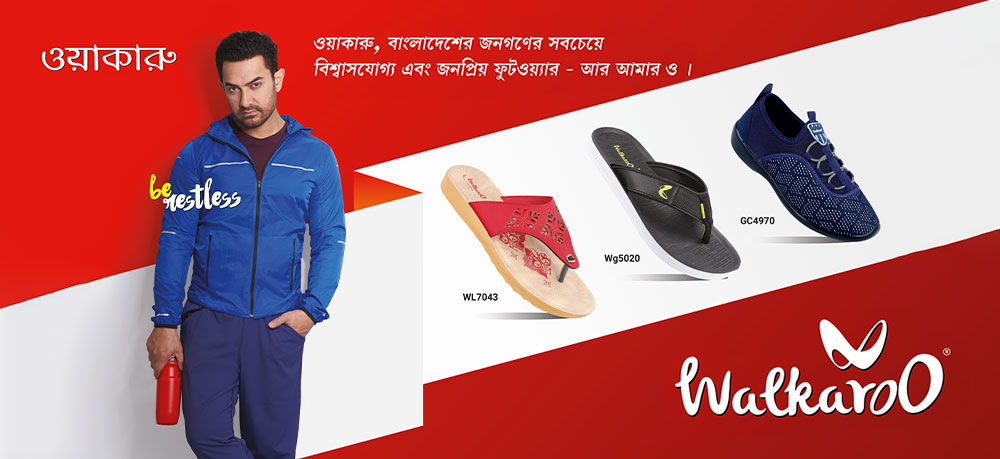 ওয়াকারু
ওয়াকারু, বাংলাদেশের জনগণের সবচেয়ে
বিশ্বাসযোগ্য এবং জনপ্রিয় ফুটওয়্যার - আর আমার ও ।
be
restless
WL7043
Wg5020
GC4970
WalkaroO®